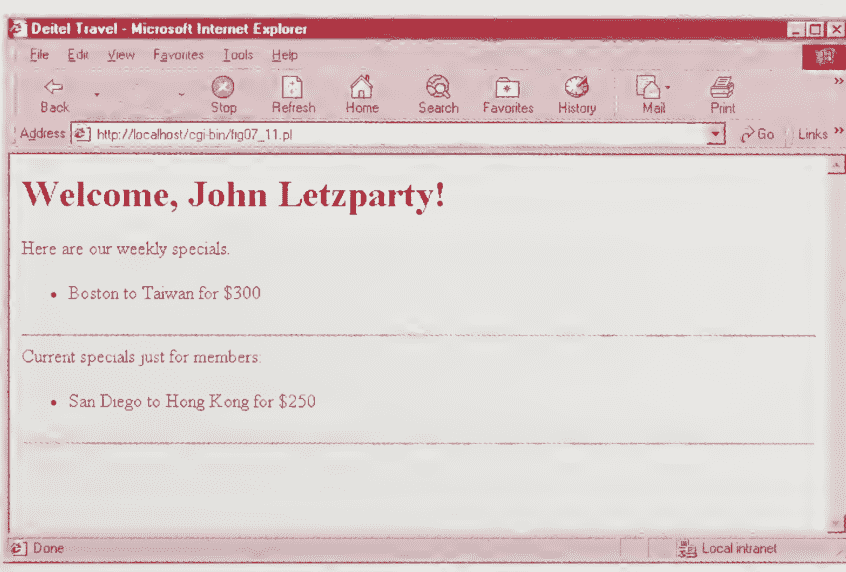 Deitel Travel - Microsoft Internet Explorer
File Edit View Favorites Tools Help
Back Stop Refresh Home Search Favorites History Mail Print »
Address http://localhost/cgi-bin/fig07_11.pl Go Links »
Welcome, John Letzparty!
Here are our weekly specials.
• Boston to Taiwan for $300
Current specials just for members:
• San Diego to Hong Kong for $250
Done Local intranet